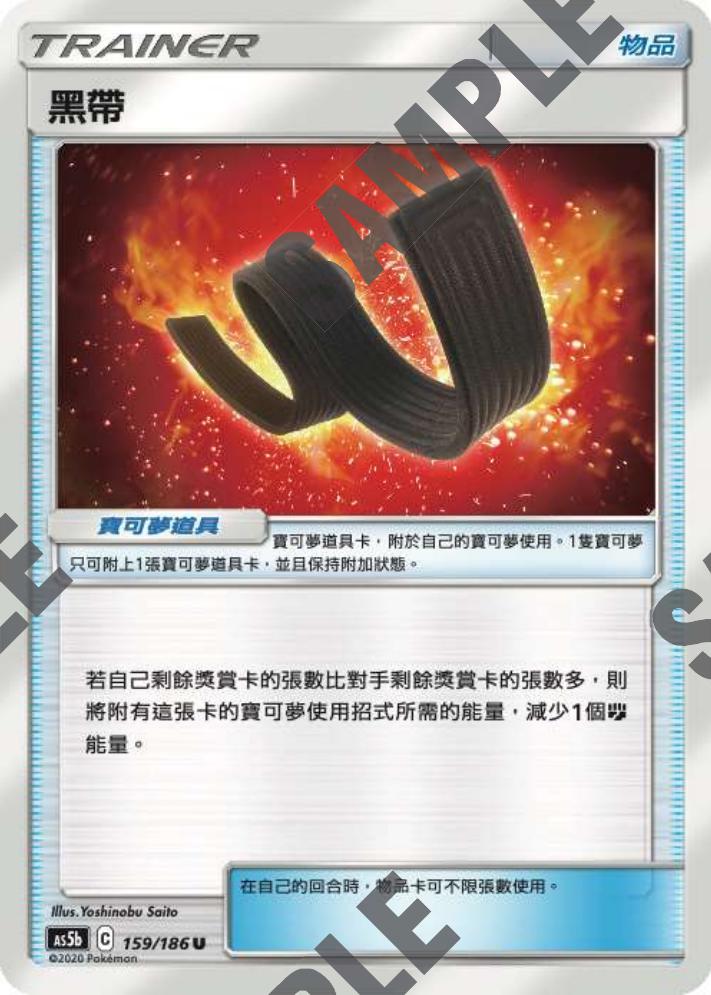 TRAINER
物品
黑帶
SAMPLE
寶可夢道具
寶可夢道具卡，附於自己的寶可夢使用。1隻寶可夢
只可附上1張寶可夢道具卡，並且保持附加狀態。
若自己剩餘獎賞卡的張數比對手剩餘獎賞卡的張數多，則
將附有這張卡的寶可夢使用招式所需的能量，減少1個
能量。
在自己的回合時，物品卡可不限張數使用。
Illus. Yoshinobu Saito
AS5b C 159/186 U
©2020 Pokémon